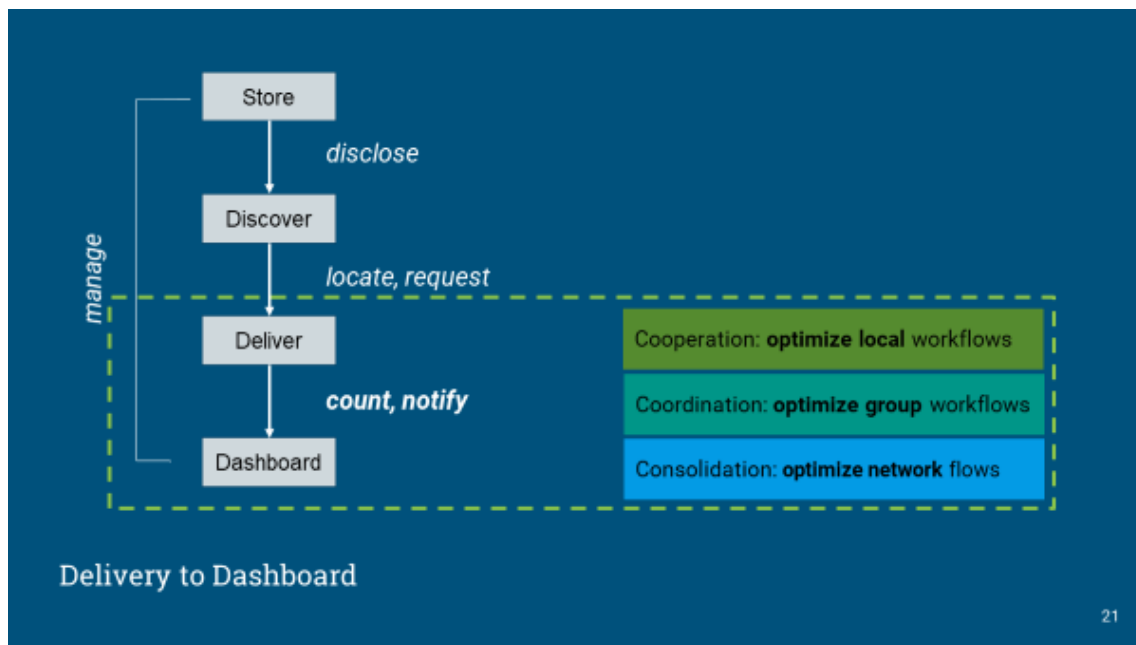 Store
disclose
Discover
manage
locate, request
Deliver
count, notify
Dashboard
Cooperation: optimize local workflows
Coordination: optimize group workflows
Consolidation: optimize network flows
Delivery to Dashboard
21